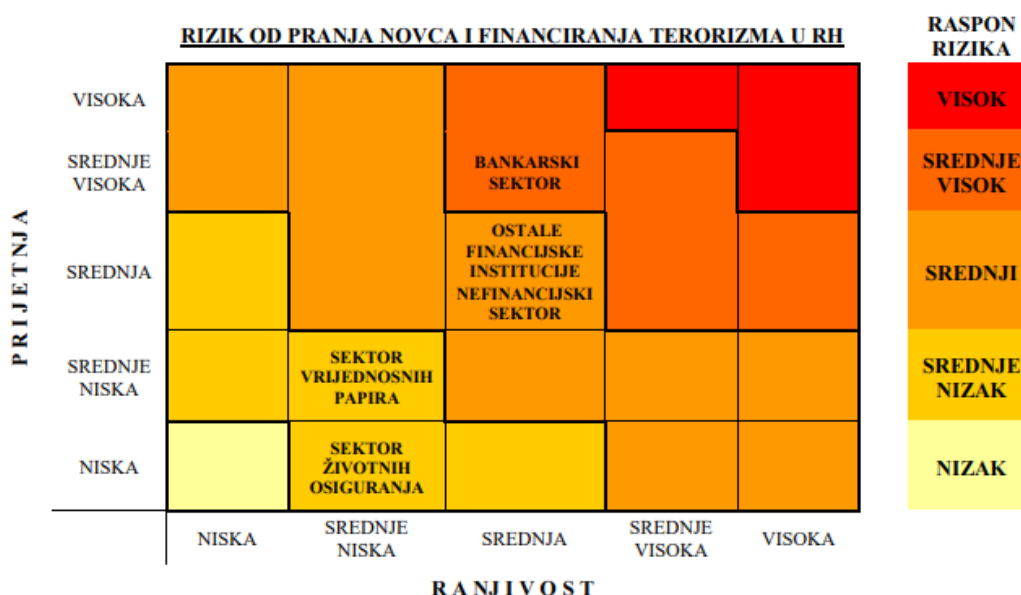 RIZIK OD PRANJA NOVCA I FINANCIRANJA TERORIZMA U RH
RASPON
RIZIKA
PRIJETNJA
VISOKA
VISOK
SREDNJE
VISOKA
BANKARSKI
SEKTOR
SREDNJE
VISOK
SREDNJA
OSTALE
FINANCIJSKE
INSTITUCIJE
NEFINANCIJSKI
SEKTOR
SREDNJI
SREDNJE
NISKA
SEKTOR
VRIJEDNOSNIH
PAPIRA
SREDNJE
NIZAK
NISKA
SEKTOR
ŽIVOTNIH
OSIGURANJA
NIZAK
NISKA
SREDNJE
NISKA
SREDNJA
SREDNJE
VISOKA
VISOKA
RANJIVOST